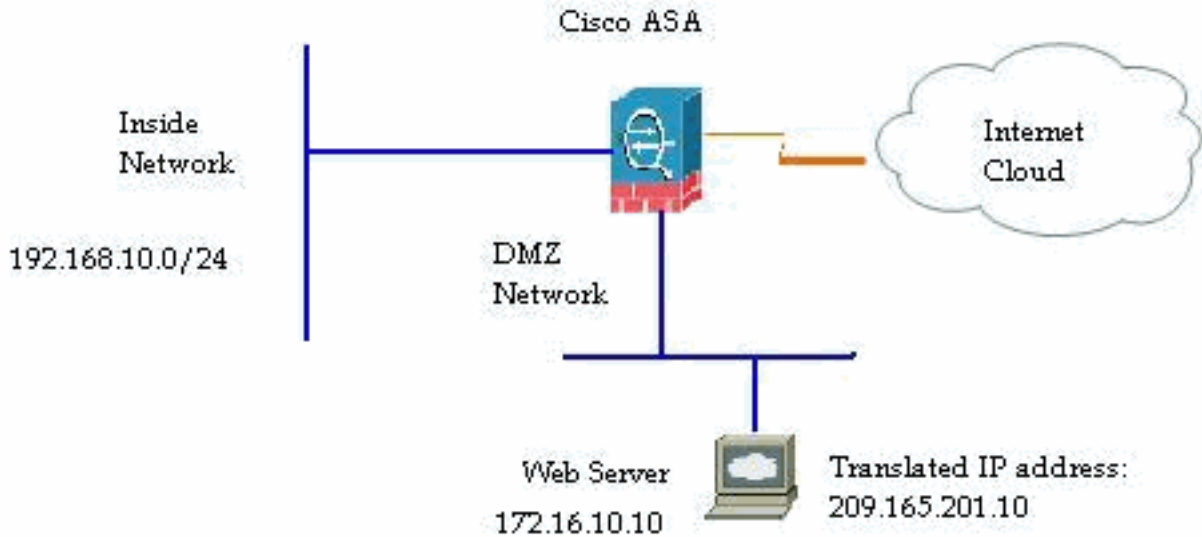 Cisco ASA
Inside
Network
Internet
Cloud
192.168.10.0/24
DMZ
Network
Web Server
172.16.10.10
Translated IP address:
209.165.201.10